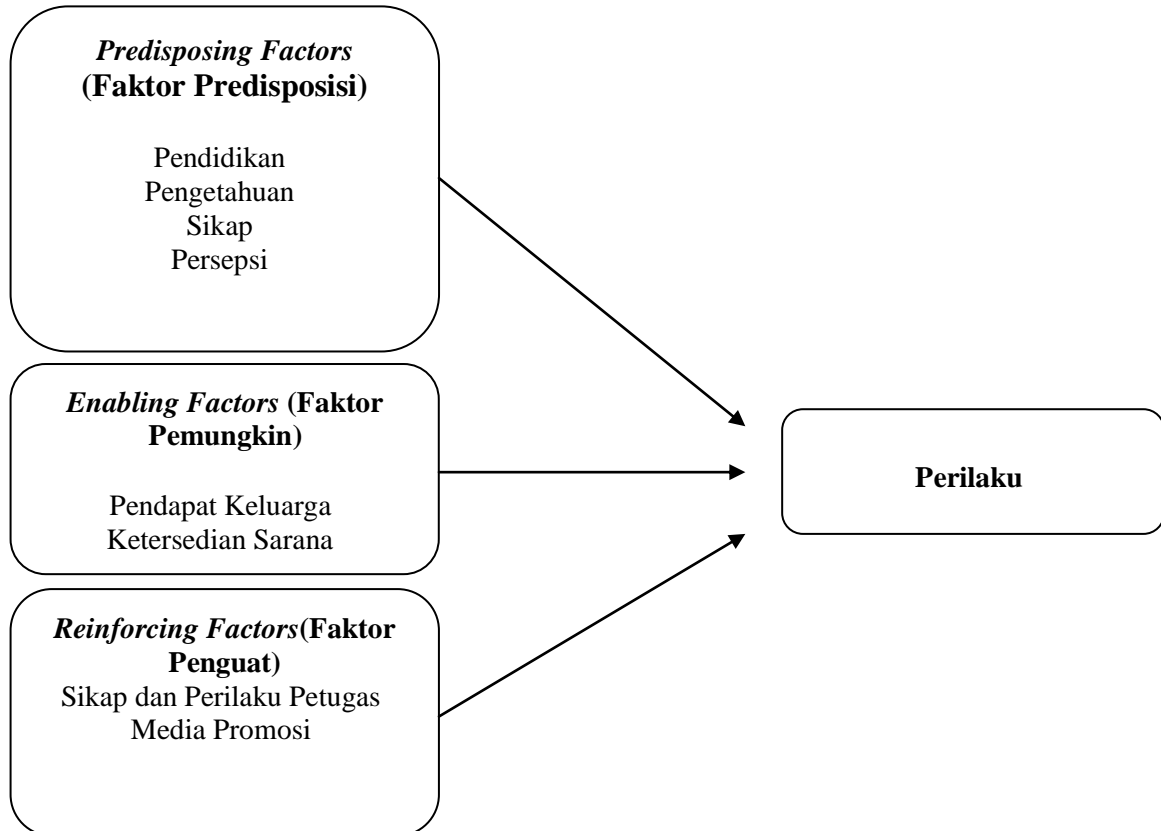 Predisposing Factors
(Faktor Predisposisi)
Pendidikan
Pengetahuan
Sikap
Persepsi
Enabling Factors (Faktor
Pemungkin)
Pendapat Keluarga
Ketersedian Sarana
Reinforcing Factors(Faktor
Penguat)
Sikap dan Perilaku Petugas
Media Promosi
Perilaku